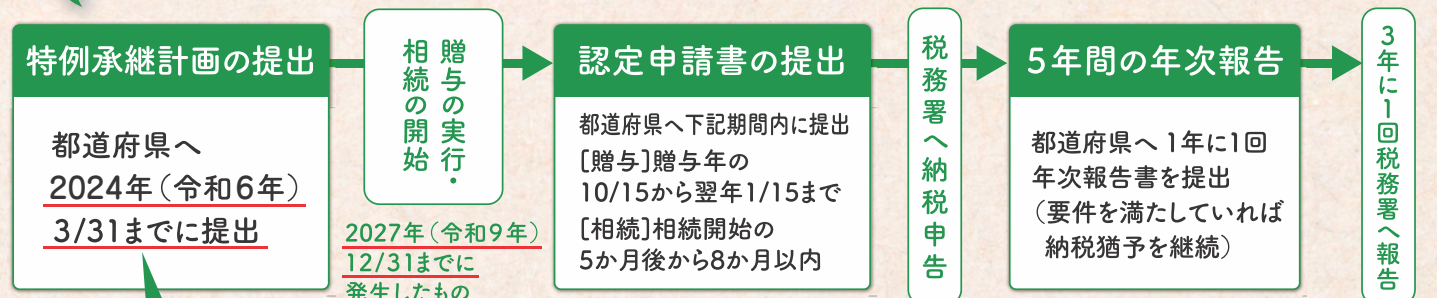 特例承継計画の提出
都道府県へ
2024年（令和6年）
3/31までに提出
贈与の実行・
相続の開始
2027年（令和9年）
12/31までに
発生したもの
認定申請書の提出
都道府県へ下記期間内に提出
[贈与]贈与年の
10/15から翌年1/15まで
[相続]相続開始の
5か月後から8か月以内
税務署へ納税申告
5年間の年次報告
都道府県へ 1年に1回
年次報告書を提出
（要件を満たしていれば
納税猶予を継続）
3年に1回税務署へ報告